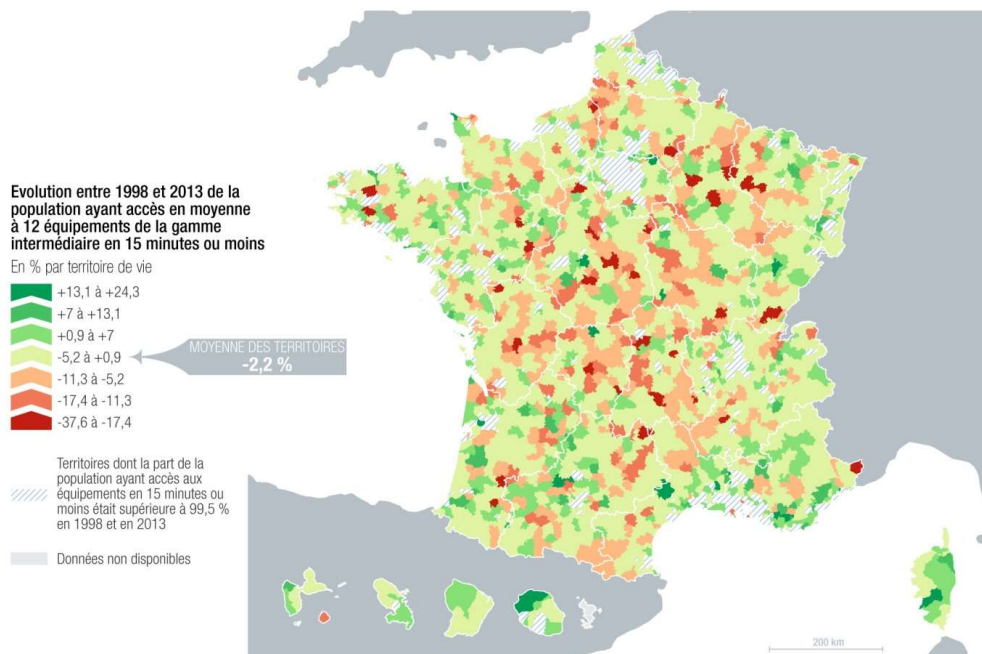 Evolution entre 1998 et 2013 de la
population ayant accès en moyenne
à 12 équipements de la gamme
intermédiaire en 15 minutes ou moins
En % par territoire de vie
+13,1 à +24,3
+7 à +13,1
+0,9 à +7
-5,2 à +0,9
-11,3 à -5,2
-17,4 à -11,3
-37,6 à -17,4
MOYENNE DES TERRITOIRES
-2,2 %
Territoires dont la part de la
population ayant accès aux
équipements en 15 minutes ou
moins était supérieure à 99,5 %
en 1998 et en 2013
Données non disponibles
200 km